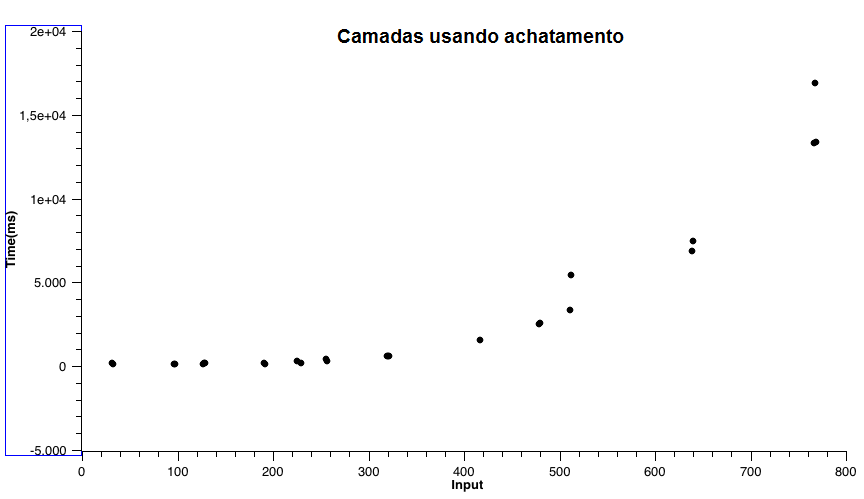 Camadas usando achatamento
2e+04
1,5e+04
1e+04
5.000
0
-5.000
Time(ms)
0 100 200 300 400 500 600 700 800
Input